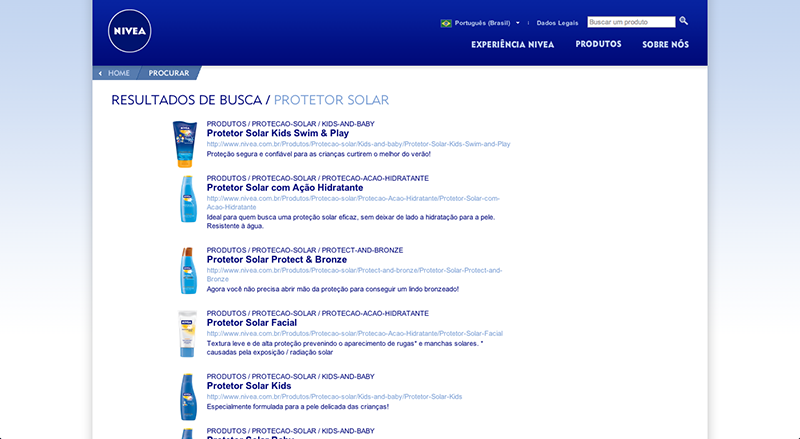 NIVEA
Português (Brasil)
Dados Legais
Buscar um produto
EXPERIÊNCIA NIVEA
PRODUTOS
SOBRE NÓS
HOME
PROCURAR
RESULTADOS DE BUSCA / PROTETOR SOLAR
PRODUTOS / PROTECAO-SOLAR / KIDS-AND-BABY
Protetor Solar Kids Swim & Play
http://www.nivea.com.br/Produtos/Protecao-solar/Kids-and-baby/Protetor-Solar-Kids-Swim-and-Play
Proteção segura e confiável para as crianças curtirem o melhor do verão!
PRODUTOS / PROTECAO-SOLAR / PROTECAO-ACAO-HIDRATANTE
Protetor Solar com Ação Hidratante
http://www.nivea.com.br/Produtos/Protecao-solar/Protecao-Acao-Hidratante/Protetor-Solar-com-
Acao-Hidratante
Ideal para quem busca uma proteção solar eficaz, sem deixar de lado a hidratação para a pele.
Resistente à água.
PRODUTOS / PROTECAO-SOLAR / PROTECT-AND-BRONZE
Protetor Solar Protect & Bronze
http://www.nivea.com.br/Produtos/Protecao-solar/Protect-and-bronze/Protetor-Solar-Protect-and-
Bronze
Agora você não precisa abrir mão da proteção para conseguir um lindo bronzeado!
PRODUTOS / PROTECAO-SOLAR / PROTECAO-ACAO-HIDRATANTE
Protetor Solar Facial
http://www.nivea.com.br/Produtos/Protecao-solar/Protecao-Acao-Hidratante/Protetor-Solar-Facial
Textura leve e de alta proteção prevenindo o aparecimento de rugas* e manchas solares. *
causadas pela exposição / radiação solar
PRODUTOS / PROTECAO-SOLAR / KIDS-AND-BABY
Protetor Solar Kids
http://www.nivea.com.br/Produtos/Protecao-solar/Kids-and-baby/Protetor-Solar-Kids
Especialmente formulada para a pele delicada das crianças!
PRODUTOS / PROTECAO-SOLAR / KIDS-AND-BABY
Protetor Solar Baby